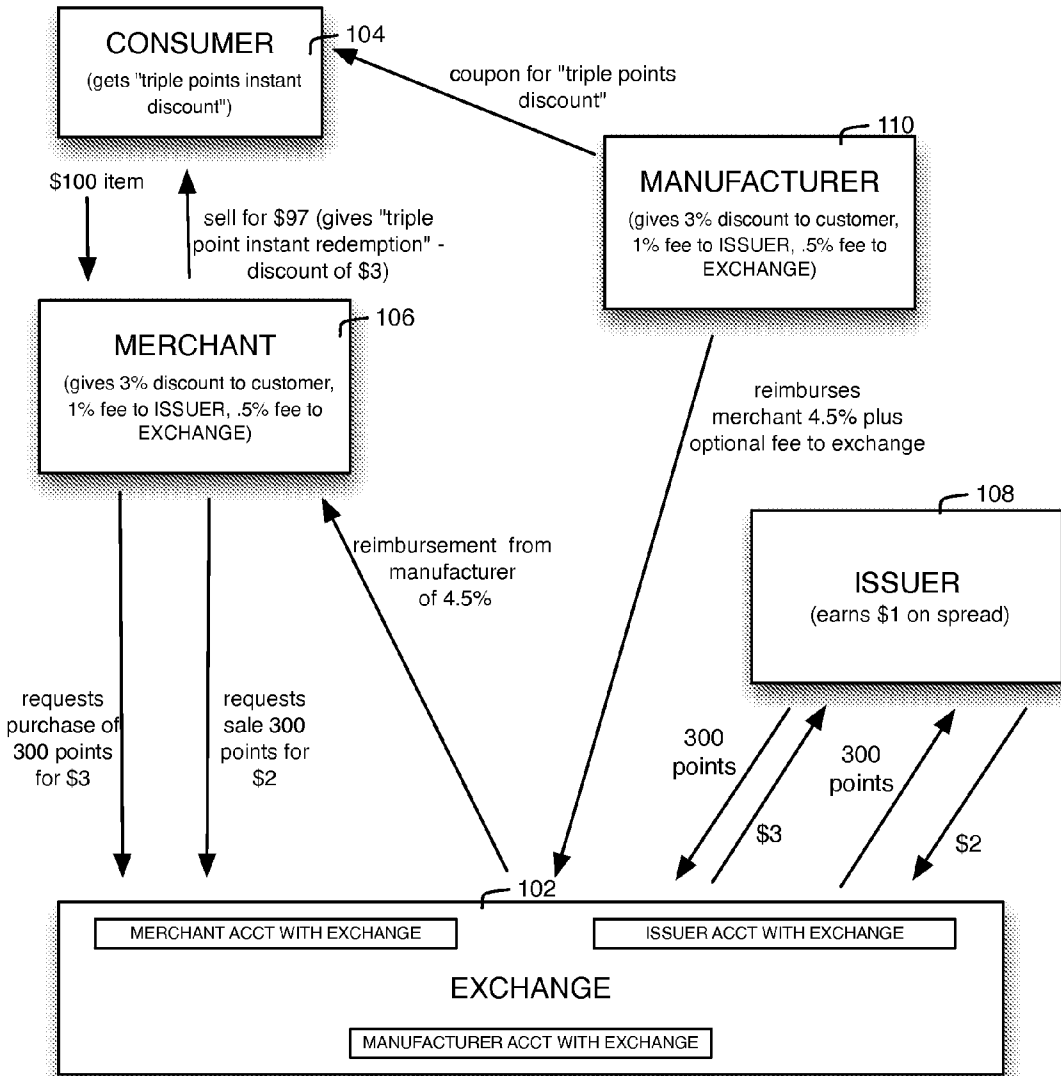 CONSUMER
(gets "triple points instant
discount")
104
coupon for "triple points
discount"
110
MANUFACTURER
(gives 3% discount to customer,
1% fee to ISSUER, .5% fee to
EXCHANGE)
$100 item
sell for $97 (gives "triple
point instant redemption" -
discount of $3)
106
MERCHANT
(gives 3% discount to customer,
1% fee to ISSUER, .5% fee to
EXCHANGE)
reimburses
merchant 4.5% plus
optional fee to exchange
108
ISSUER
(earns $1 on spread)
reimbursement from
manufacturer
of 4.5%
requests
purchase of
300 points
for $3
requests
sale 300
points for
$2
300
points
$3
300
points
$2
102
MERCHANT ACCT WITH EXCHANGE
ISSUER ACCT WITH EXCHANGE
EXCHANGE
MANUFACTURER ACCT WITH EXCHANGE